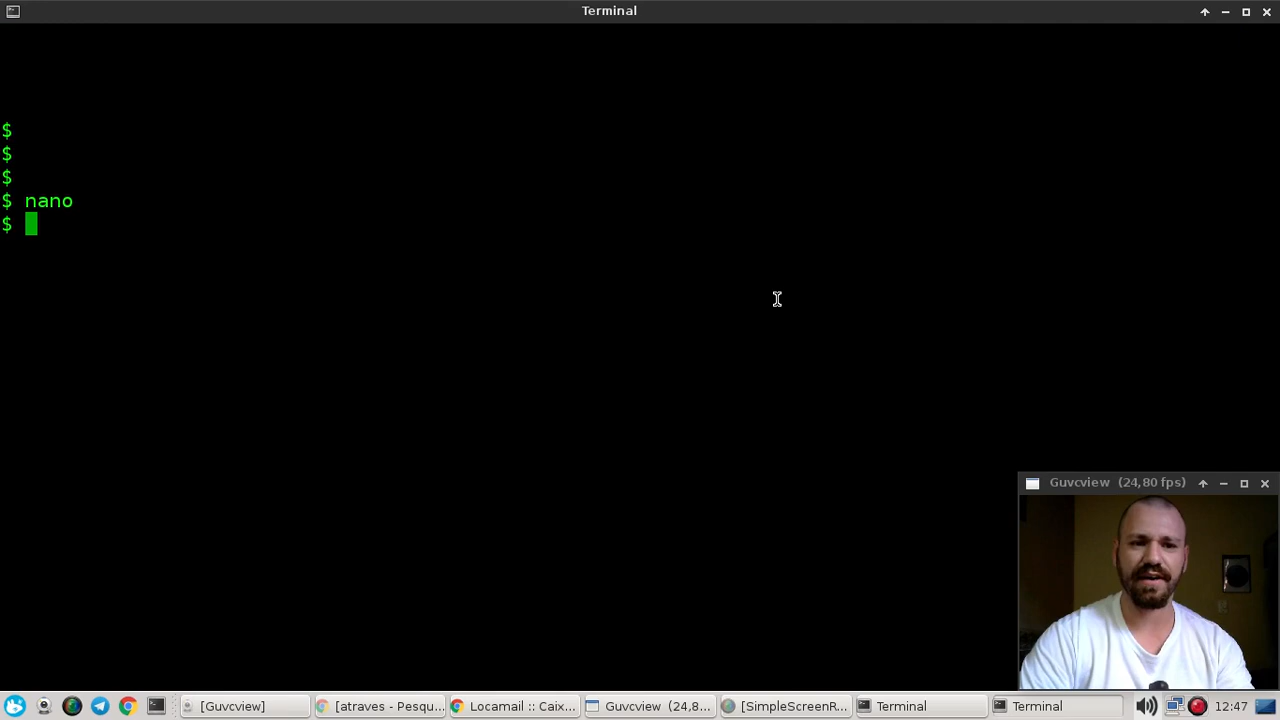 Terminal
$
$
$
$ nano
$
Guvcview (24,80 fps)
[Guvcview]
[atraves - Pesqu...
Locamail :: Caix...
Guvcview (24,8...
[SimpleScreenR...
Terminal
Terminal
12:47